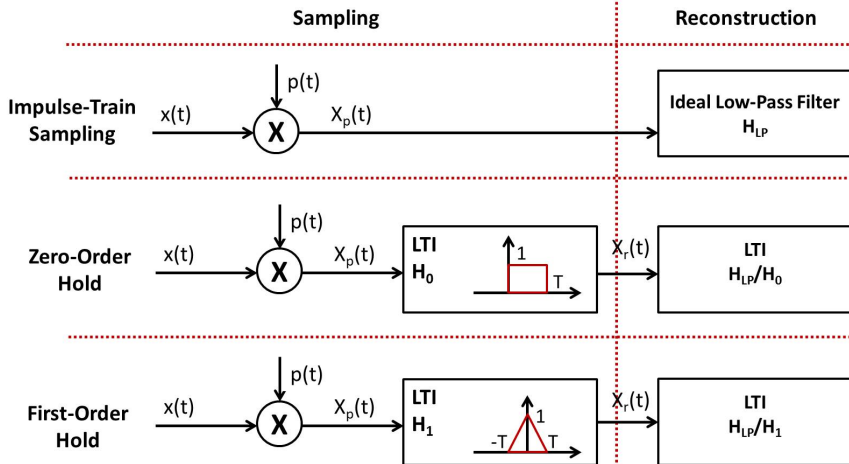 Sampling
Reconstruction
Impulse-Train
Sampling
x(t)
p(t)
X
Xp(t)
Ideal Low-Pass Filter
HLP
Zero-Order
Hold
x(t)
p(t)
X
Xp(t)
LTI
H0
1
T
Xr(t)
LTI
HLP/H0
First-Order
Hold
x(t)
p(t)
X
Xp(t)
LTI
H1
1
-T
T
Xr(t)
LTI
HLP/H1